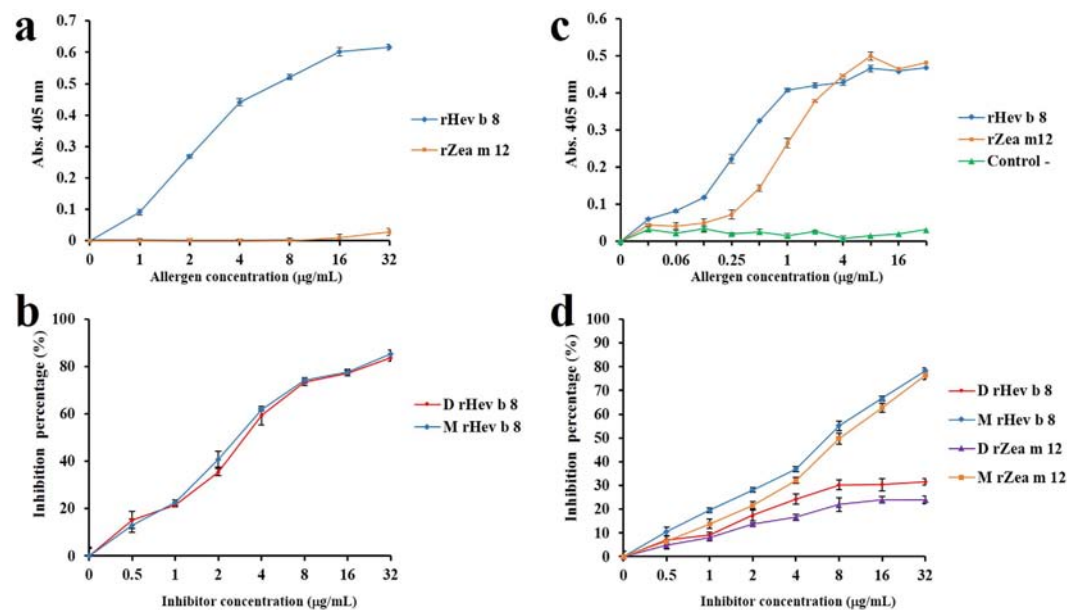 a
0.7
0.6
0.5
0.4
0.3
0.2
0.1
0
Abs. 405 nm
0 1 2 4 8 16 32
Allergen concentration (µg/mL)
rHev b 8
rZea m 12
c
0.6
0.5
0.4
0.3
0.2
0.1
0
Abs. 405 nm
0 0.06 0.25 1 4 16
Allergen concentration (µg/mL)
rHev b 8
rZea m12
Control -
b
100
80
60
40
20
0
Inhibition percentage (%)
0 0.5 1 2 4 8 16 32
Inhibitor concentration (µg/mL)
D rHev b 8
M rHev b 8
d
100
90
80
70
60
50
40
30
20
10
0
Inhibition percentage (%)
0 0.5 1 2 4 8 16 32
Inhibitor concentration (µg/mL)
D rHev b 8
M rHev b 8
D rZea m 12
M rZea m 12